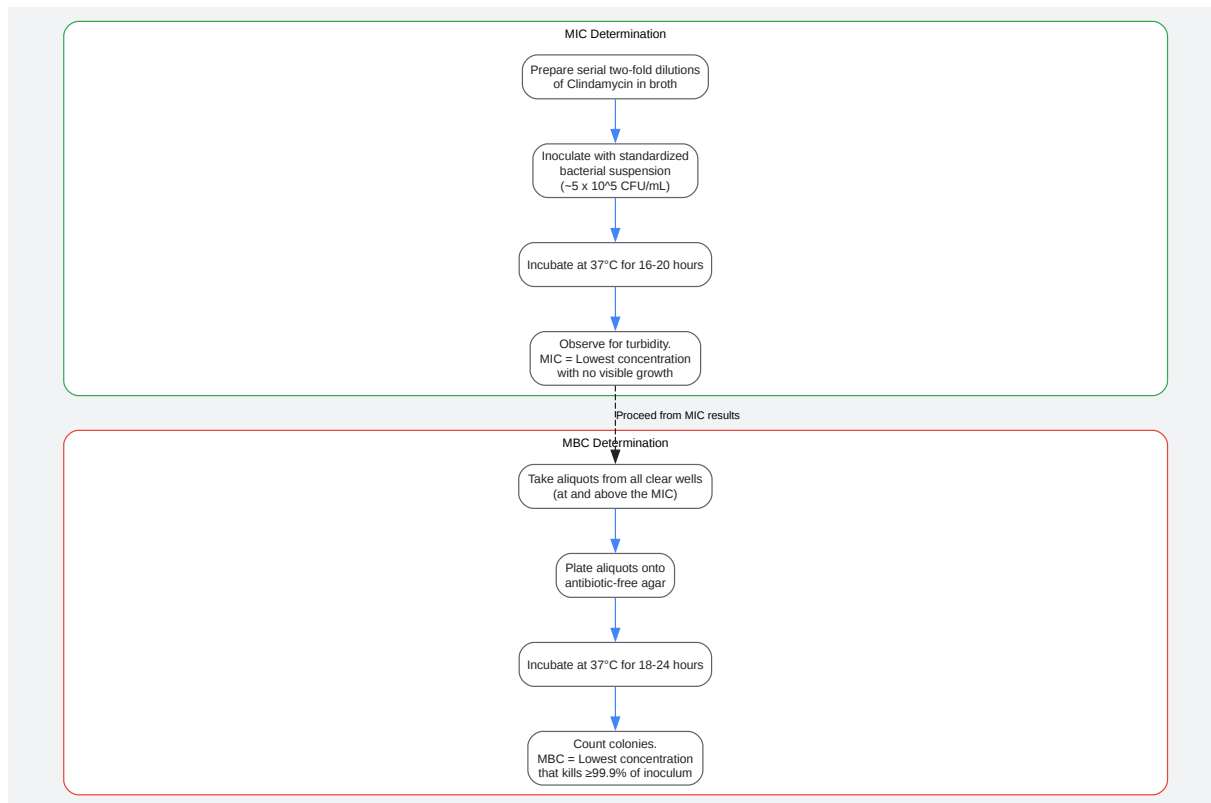 MIC Determination
Prepare serial two-fold dilutions
of Clindamycin in broth
Inoculate with standardized
bacterial suspension
(~5 x 10^5 CFU/mL)
Incubate at 37°C for 16-20 hours
Observe for turbidity.
MIC = Lowest concentration
with no visible growth
Proceed from MIC results
MBC Determination
Take aliquots from all clear wells
(at and above the MIC)
Plate aliquots onto
antibiotic-free agar
Incubate at 37°C for 18-24 hours
Count colonies.
MBC = Lowest concentration
that kills ≥99.9% of inoculum